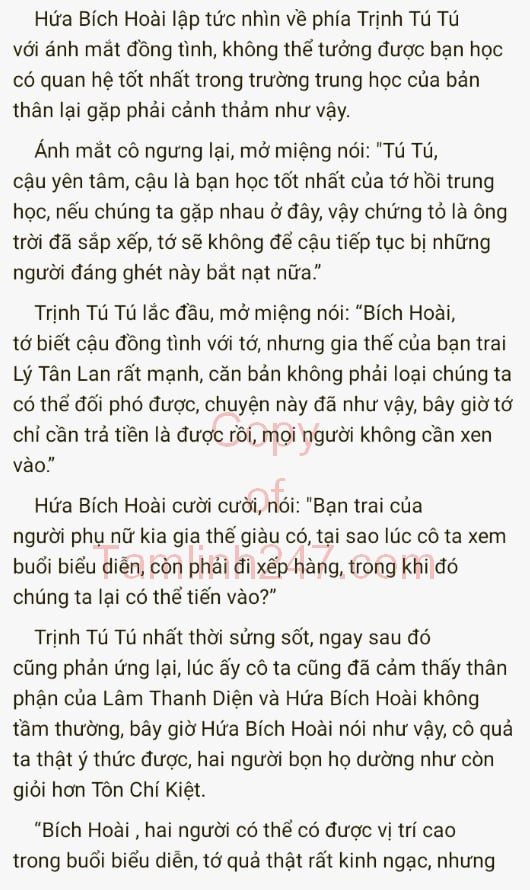 Hứa Bích Hoài lập tức nhìn về phía Trịnh Tú Tú
với ánh mắt đồng tình, không thể tưởng được bạn học
có quan hệ tốt nhất trong trường trung học của bản
thân lại gặp phải cảnh thảm như vậy.
Ánh mắt cô ngưng lại, mở miệng nói: "Tú Tú,
cậu yên tâm, cậu là bạn học tốt nhất của tớ hồi trung
học, nếu chúng ta gặp nhau ở đây, vậy chứng tỏ là ông
trời đã sắp xếp, tớ sẽ không để cậu tiếp tục bị những
người đáng ghét này bắt nạt nữa.”
Trịnh Tú Tú lắc đầu, mở miệng nói: “Bích Hoài,
tớ biết cậu đồng tình với tớ, nhưng gia thế của bạn trai
Lý Tân Lan rất mạnh, căn bản không phải loại chúng ta
có thể đối phó được, chuyện này đã như vậy, bây giờ tớ
chỉ cần trả tiền là được rồi, mọi người không cần xen
vào.”
Hứa Bích Hoài cười cười, nói: "Bạn trai của
người phụ nữ kia gia thế giàu có, tại sao lúc cô ta xem
buổi biểu diễn, còn phải đi xếp hàng, trong khi đó
chúng ta lại có thể tiến vào?”
Trịnh Tú Tú nhất thời sửng sốt, ngay sau đó
cũng phản ứng lại, lúc ấy cô ta cũng đã cảm thấy thân
phận của Lâm Thanh Diện và Hứa Bích Hoài không
tầm thường, bây giờ Hứa Bích Hoài nói như vậy, cô quả
ta thật ý thức được, hai người bọn họ dường như còn
giỏi hơn Tôn Chí Kiệt.
“Bích Hoài , hai người có thể có được vị trí cao
trong buổi biểu diễn, tớ quả thật rất kinh ngạc, nhưng
Copy
of
Tamlinh247.com